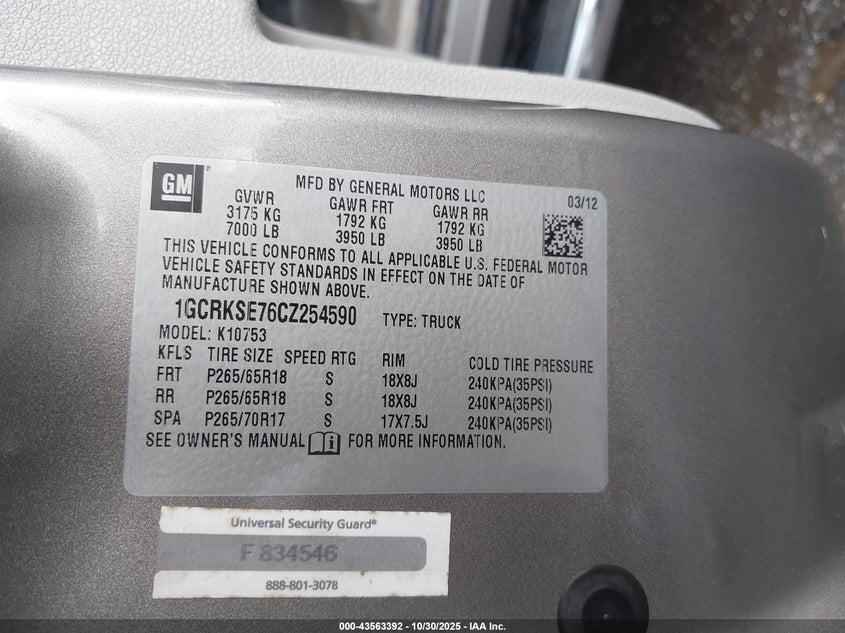 GM
MFD BY GENERAL MOTORS LLC
03/12
GVWR GAWR FRT GAWR RR
3175 KG 1792 KG 1792 KG
7000 LB 3950 LB 3950 LB
THIS VEHICLE CONFORMS TO ALL APPLICABLE U.S. FEDERAL MOTOR
VEHICLE SAFETY STANDARDS IN EFFECT ON THE DATE OF
MANUFACTURE SHOWN ABOVE.
1GCRKSE76CZ254590 TYPE: TRUCK
MODEL: K10753
KFLS TIRE SIZE SPEED RTG RIM COLD TIRE PRESSURE
FRT P265/65R18 S 18X8J 240KPA(35PSI)
RR P265/65R18 S 18X8J 240KPA(35PSI)
SPA P265/70R17 S 17X7.5J 240KPA(35PSI)
SEE OWNER'S MANUAL FOR MORE INFORMATION.
Universal Security Guard®
F 834546
888-801-3078
000-43563392 - 10/30/2025 - IAA Inc.